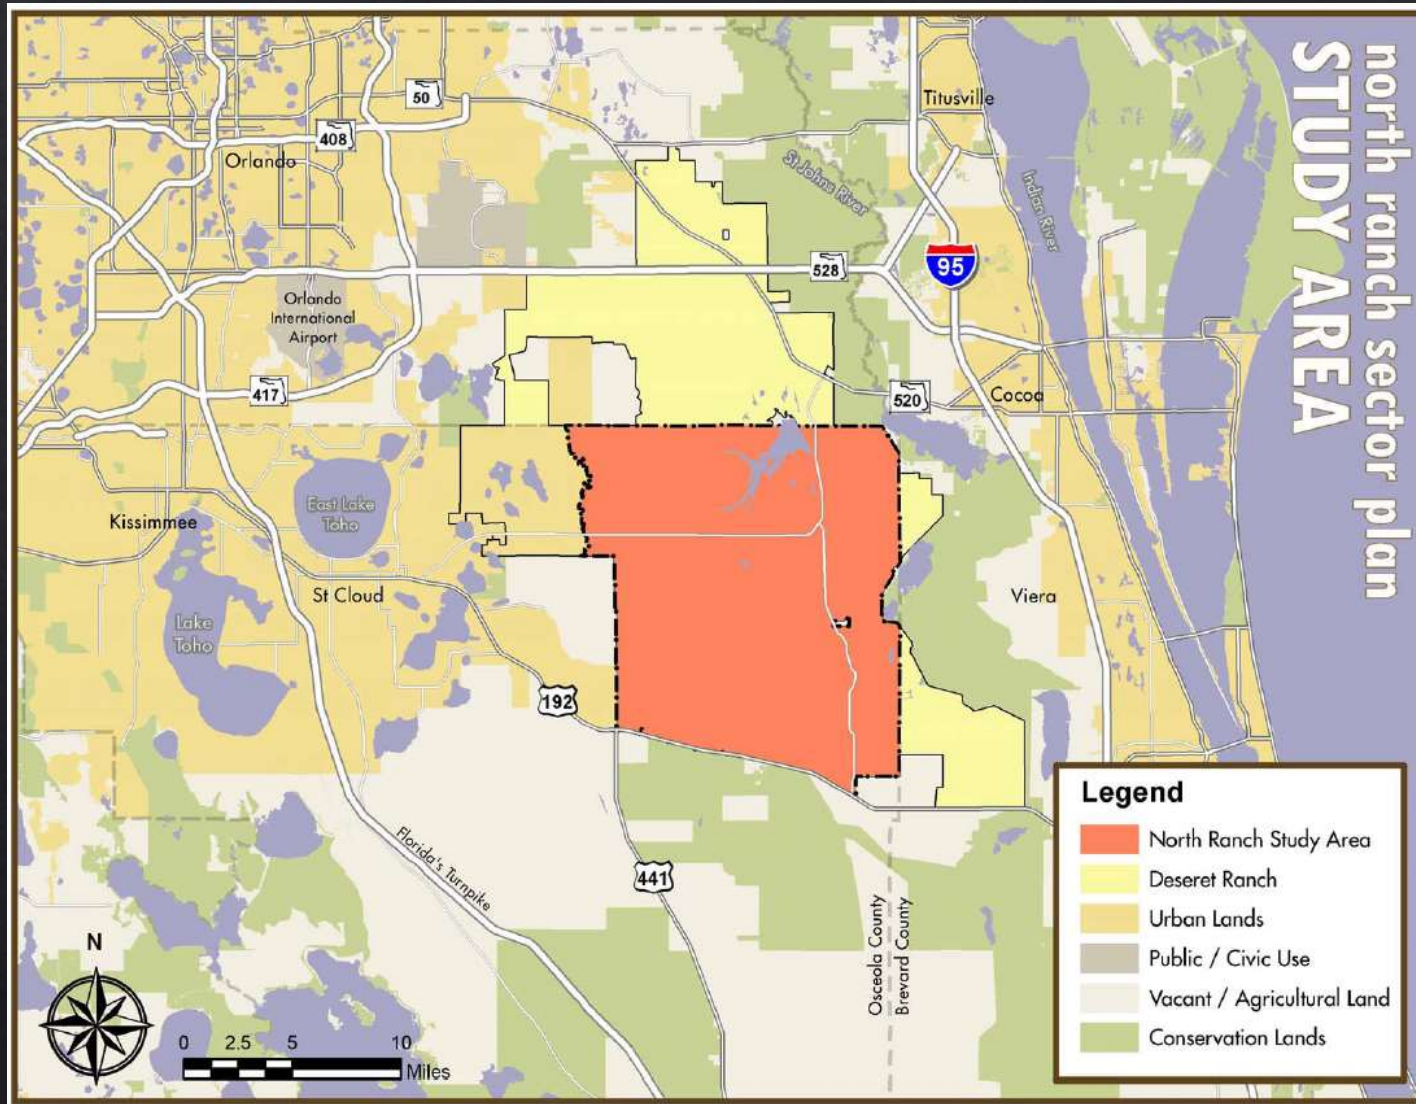 north ranch sector plan
STUDY AREA
50
Titusville
408
Orlando
St Johns River
Indian River
528
95
Orlando
International
Airport
417
520
Cocoa
East Lake
Toho
Kissimmee
St Cloud
Viera
Lake
Toho
192
Florida's Turnpike
441
Osceola County
Brevard County
N
0 2.5 5 10
Miles
Legend
North Ranch Study Area
Deseret Ranch
Urban Lands
Public / Civic Use
Vacant / Agricultural Land
Conservation Lands